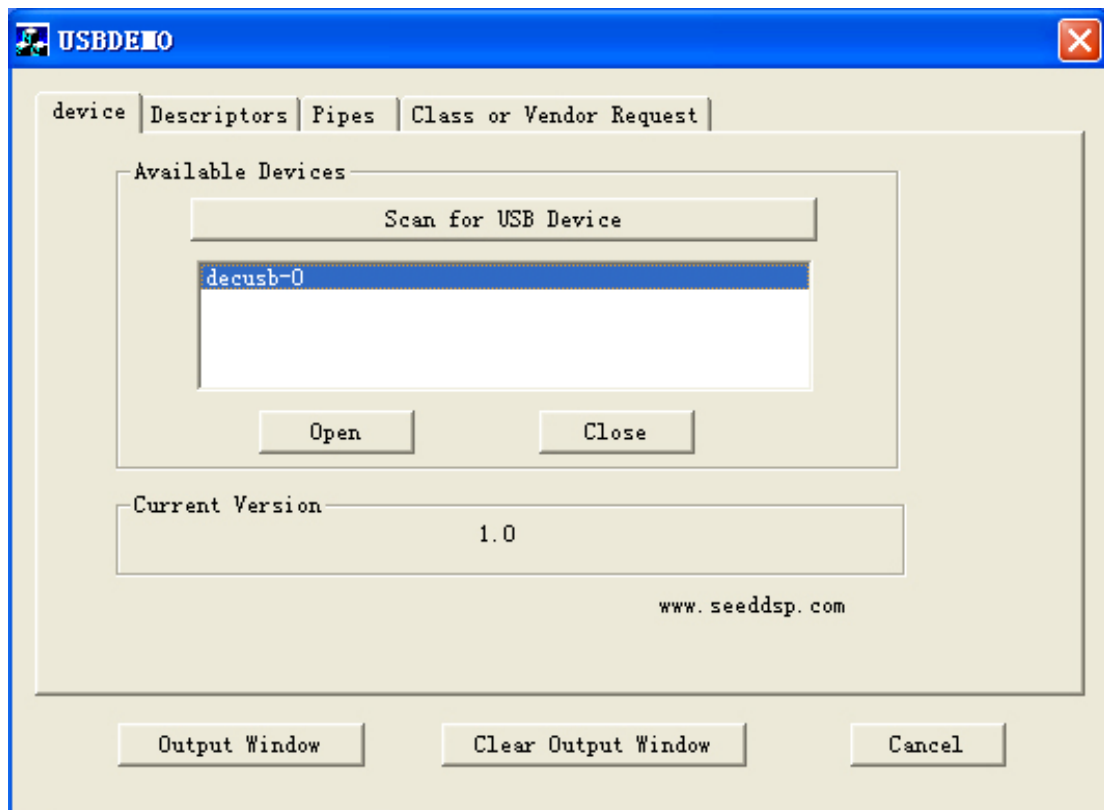 USBDEMO
device Descriptors Pipes Class or Vendor Request
Available Devices
Scan for USB Device
decusb-0
Open Close
Current Version
1.0
www.seeddsp.com
Output Window Clear Output Window Cancel